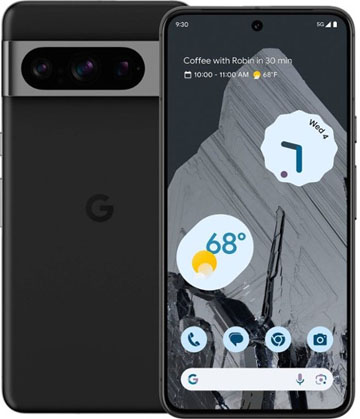 9:30
5G
Coffee with Robin in 30 min
10:00 - 11:00 AM 68°F
Wed 4
68°
G
G